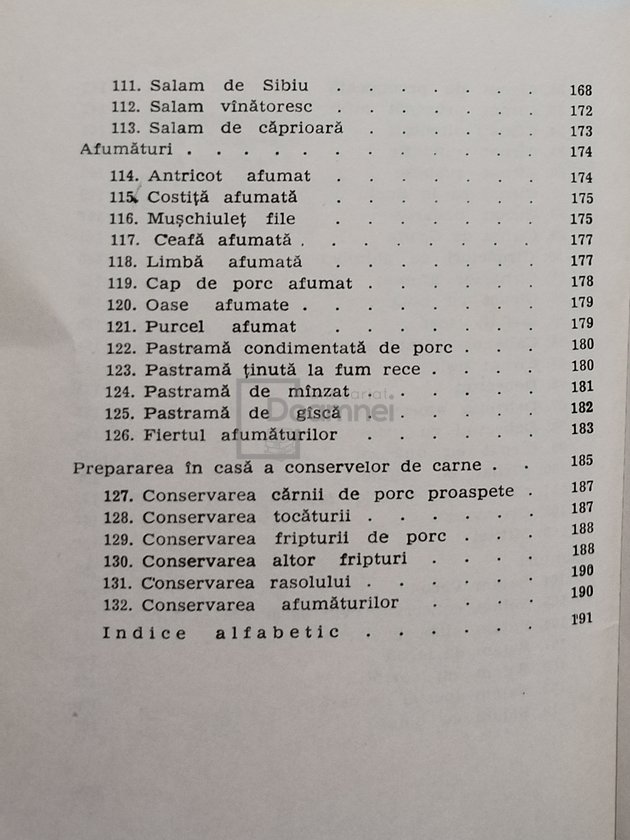 111. Salam de Sibiu . . . . . . . 168
112. Salam vînătoresc . . . . . . 172
113. Salam de căprioară . . . . . 173
Afumături . . . . . . . . . . . . 174
114. Antricot afumat . . . . . . 174
115. Costiță afumată . . . . . . 175
116. Mușchiuleț file . . . . . . 175
117. Ceafă afumată . . . . . . . 177
118. Limbă afumată . . . . . . 177
119. Cap de porc afumat . . . . . 178
120. Oase afumate . . . . . . . 179
121. Purcel afumat . . . . . . 179
122. Pastramă condimentată de porc . . . 180
123. Pastramă ținută la fum rece . . . . 180
124. Pastramă de mînzat . . . . . . 181
125. Pastramă de gîscă . . . . . . 182
126. Fiertul afumăturilor . . . . . . 183
Prepararea în casă a conservelor de carne . . 185
127. Conservarea cărnii de porc proaspete . 187
128. Conservarea tocăturii . . . . . . 187
129. Conservarea fripturii de porc . . . 188
130. Conservarea altor fripturi . . . . 188
131. Conservarea rasolului . . . . . . 190
132. Conservarea afumăturilor . . . . 190
Indice alfabetic . . . . . . 191